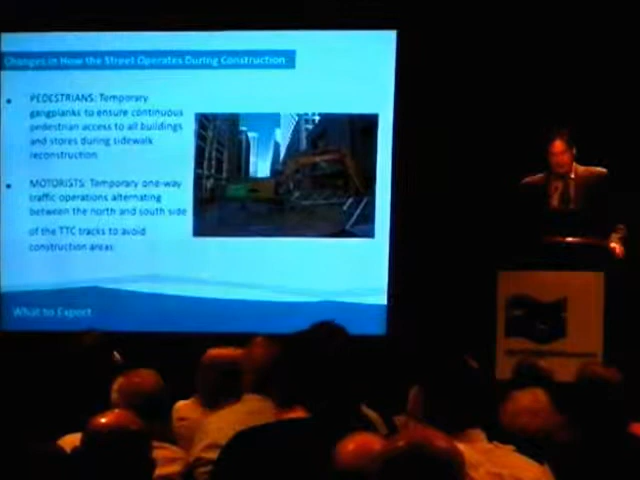 Changes in How the Street Operates During Construction
PEDESTRIANS: Temporary
gangplanks to ensure continuous
pedestrian access to all buildings
and stores during sidewalk
reconstruction
MOTORISTS: Temporary one-way
traffic operations alternating
between the north and south side
of the TTC tracks to avoid
construction areas
What to Expect